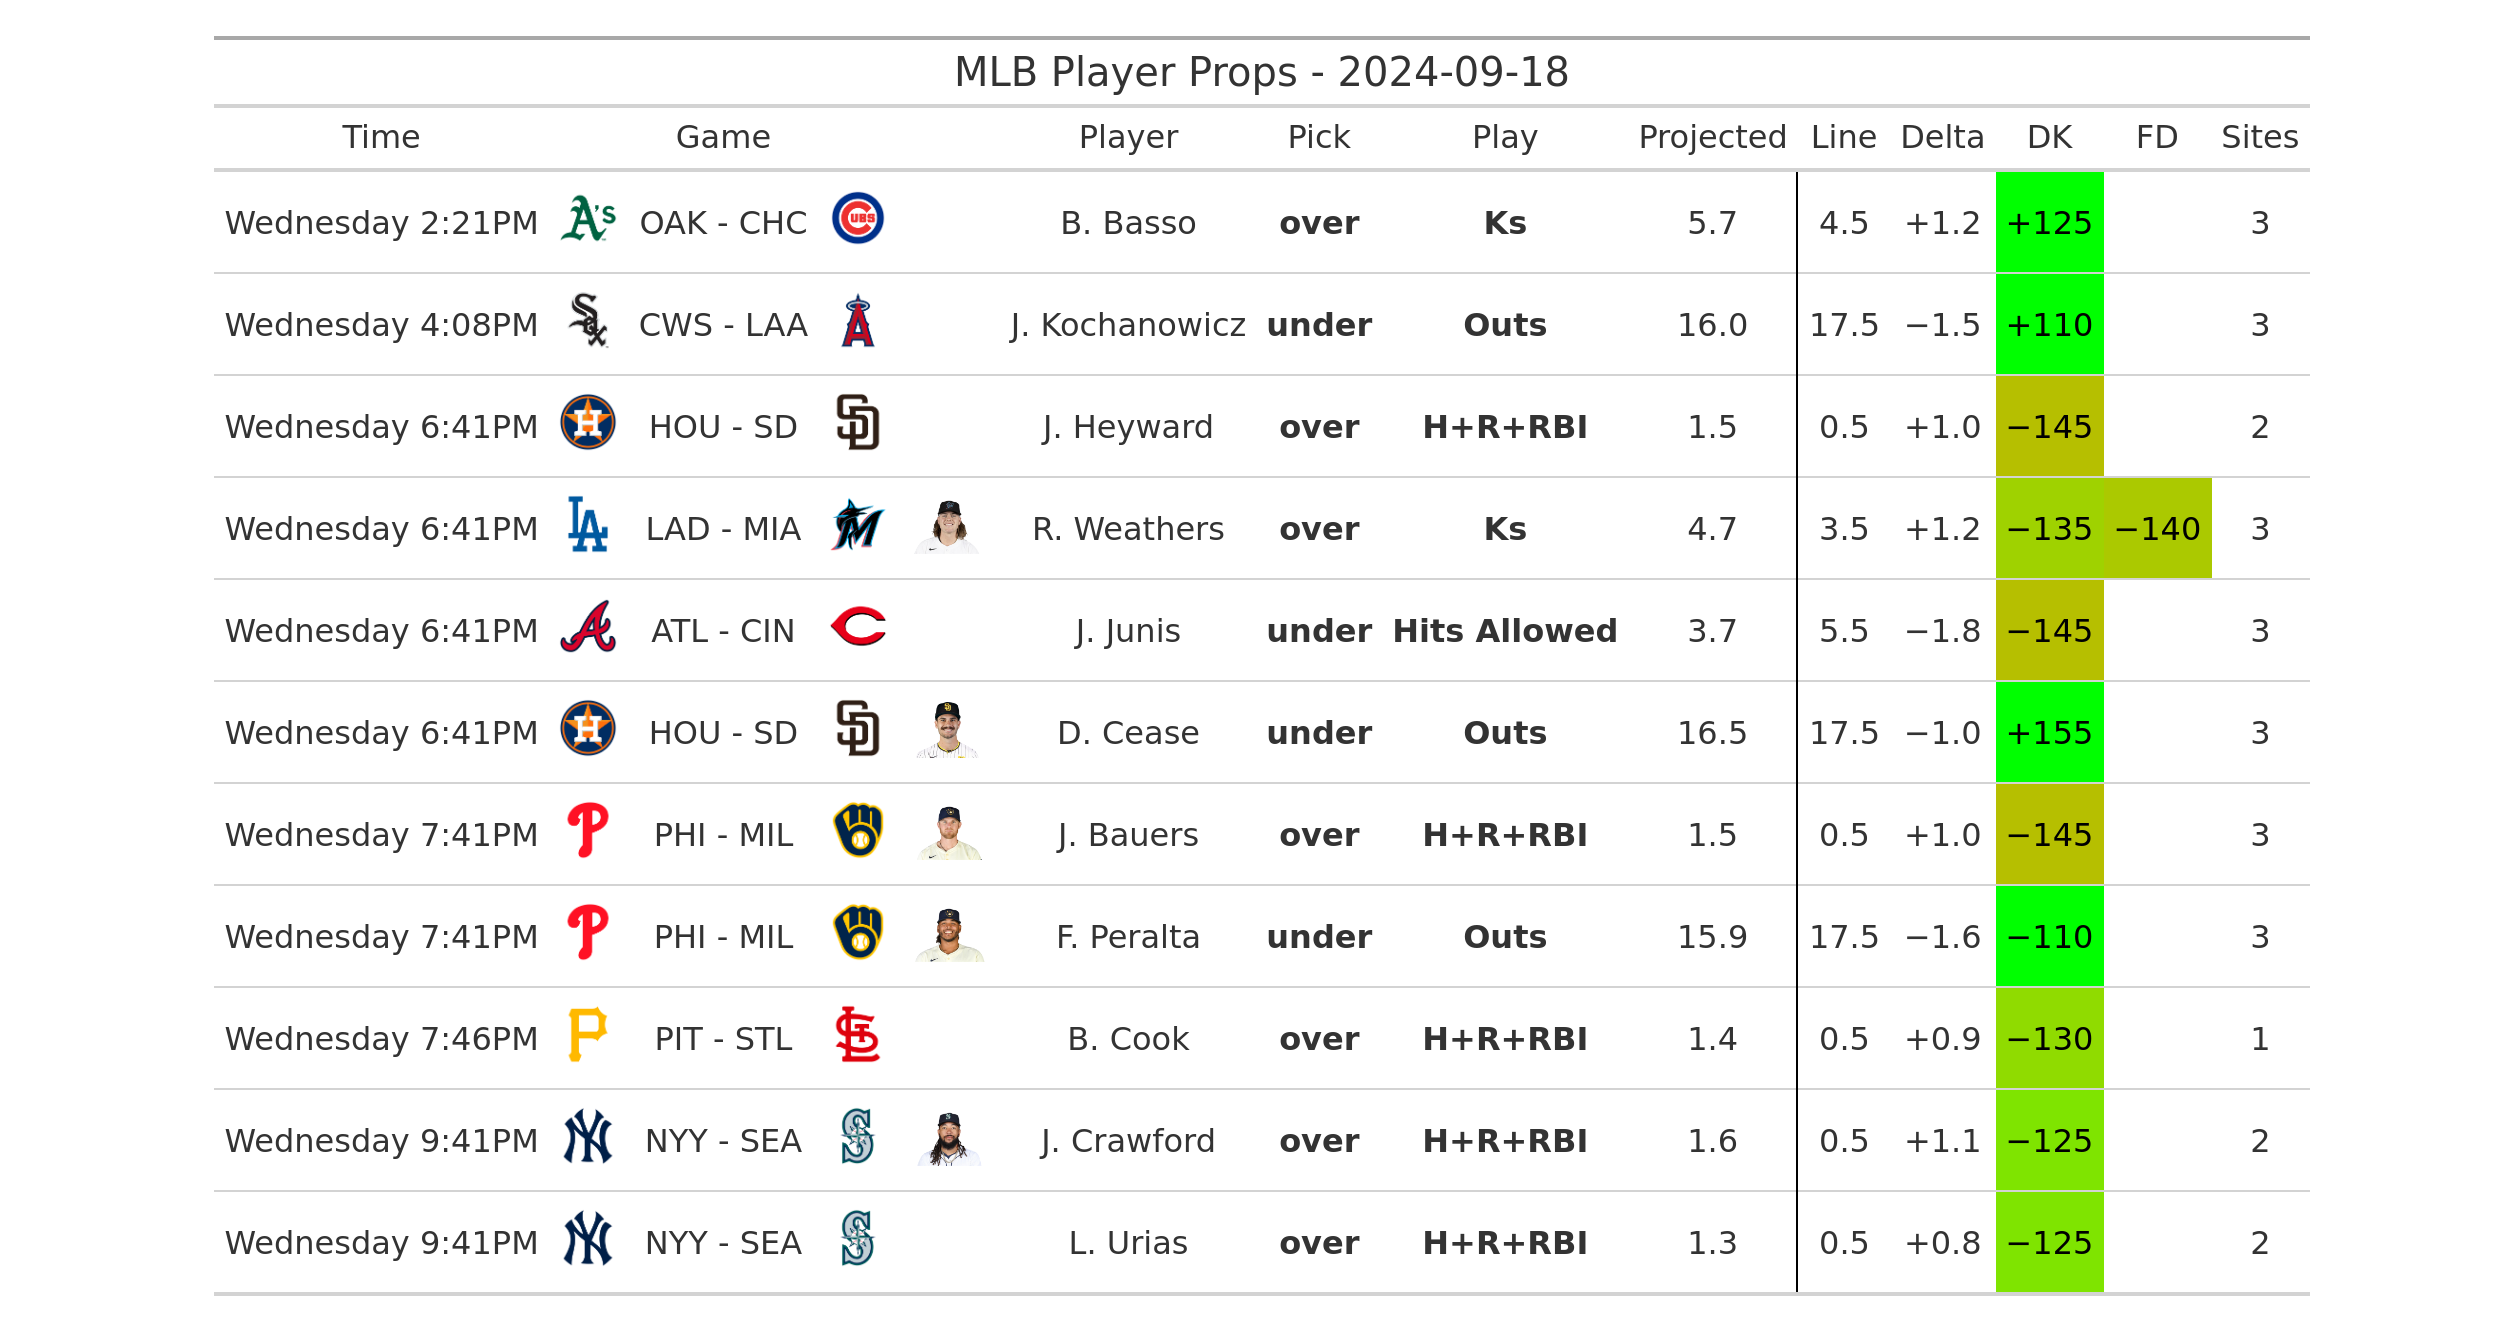 MLB Player Props - 2024-09-18
Time Game Player Pick Play Projected Line Delta DK FD Sites
Wednesday 2:21PM A's OAK - CHC CUBS B. Basso over Ks 5.7 4.5 +1.2 +125 3
Wednesday 4:08PM Sox CWS - LAA A J. Kochanowicz under Outs 16.0 17.5 −1.5 +110 3
Wednesday 6:41PM H HOU - SD SD J. Heyward over H+R+RBI 1.5 0.5 +1.0 −145 2
Wednesday 6:41PM LA LAD - MIA M R. Weathers over Ks 4.7 3.5 +1.2 −135 −140 3
Wednesday 6:41PM A ATL - CIN C J. Junis under Hits Allowed 3.7 5.5 −1.8 −145 3
Wednesday 6:41PM H HOU - SD SD D. Cease under Outs 16.5 17.5 −1.0 +155 3
Wednesday 7:41PM P PHI - MIL J. Bauers over H+R+RBI 1.5 0.5 +1.0 −145 3
Wednesday 7:41PM P PHI - MIL F. Peralta under Outs 15.9 17.5 −1.6 −110 3
Wednesday 7:46PM P PIT - STL STL B. Cook over H+R+RBI 1.4 0.5 +0.9 −130 1
Wednesday 9:41PM NY NYY - SEA S J. Crawford over H+R+RBI 1.6 0.5 +1.1 −125 2
Wednesday 9:41PM NY NYY - SEA S L. Urias over H+R+RBI 1.3 0.5 +0.8 −125 2